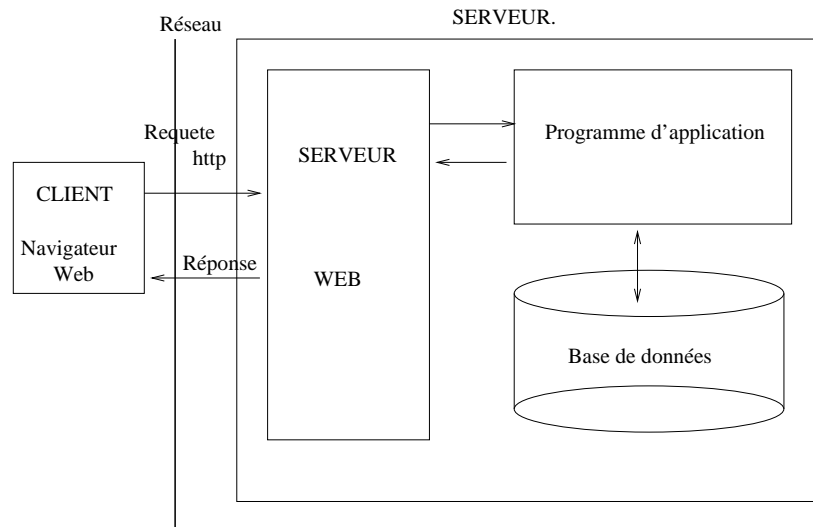 SERVEUR.
Réseau
Requete
http
CLIENT
Navigateur
Web
Réponse
SERVEUR
WEB
Programme d'application
Base de données